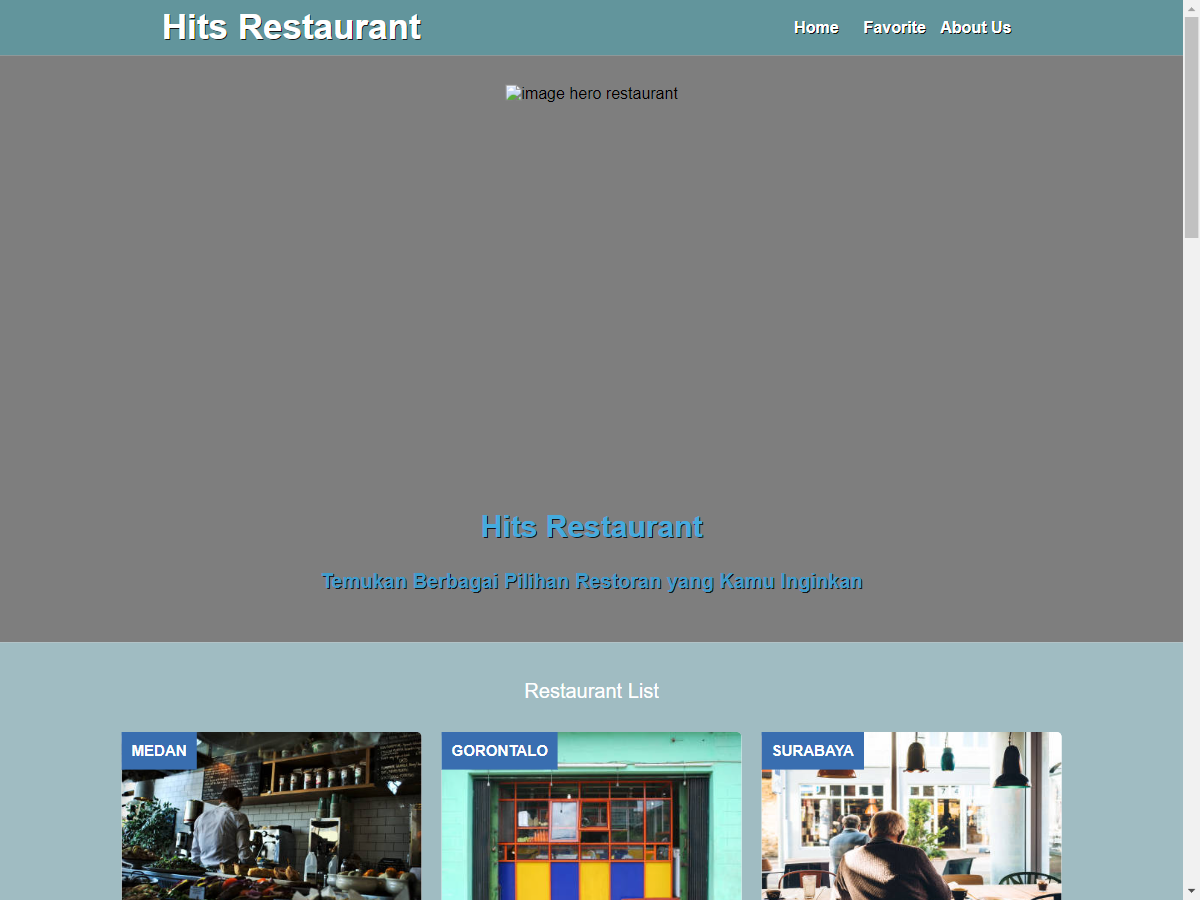 Hits Restaurant
Home Favorite About Us
image hero restaurant
Hits Restaurant
Temukan Berbagai Pilihan Restoran yang Kamu Inginkan
Restaurant List
MEDAN GORONTALO SURABAYA